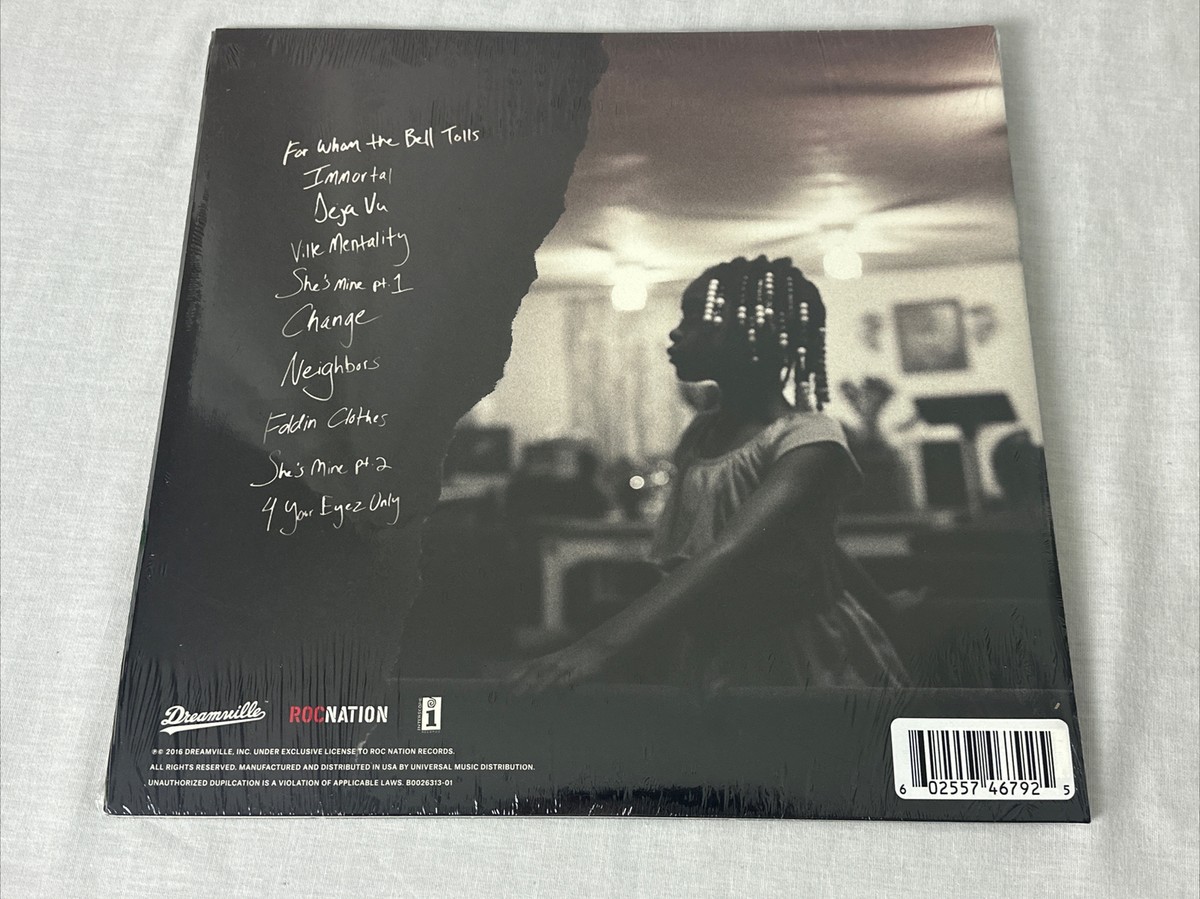 For Whom the Bell Tolls
Immortal
Deja Vu
Ville Mentality
She's Mine pt.1
Change
Neighbors
Foldin Clothes
She's Mine pt.2
4 Your Eyez Only
Dreamville
ROCNATION
INTERSCOPE
RECORDS
℗© 2016 DREAMVILLE, INC. UNDER EXCLUSIVE LICENSE TO ROC NATION RECORDS.
ALL RIGHTS RESERVED. MANUFACTURED AND DISTRIBUTED IN USA BY UNIVERSAL MUSIC DISTRIBUTION.
UNAUTHORIZED DUPILCATION IS A VIOLATION OF APPLICABLE LAWS. B0026313-01
6 02557 46792 5